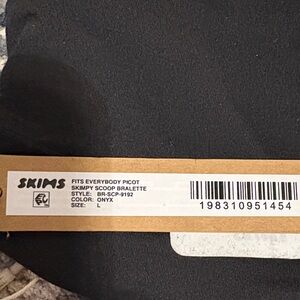 SKIMS
FITS EVERYBODY PICOT
SKIMPY SCOOP BRALETTE
STYLE: BR-SCP-9192
COLOR: ONYX
SIZE: L
198310951454